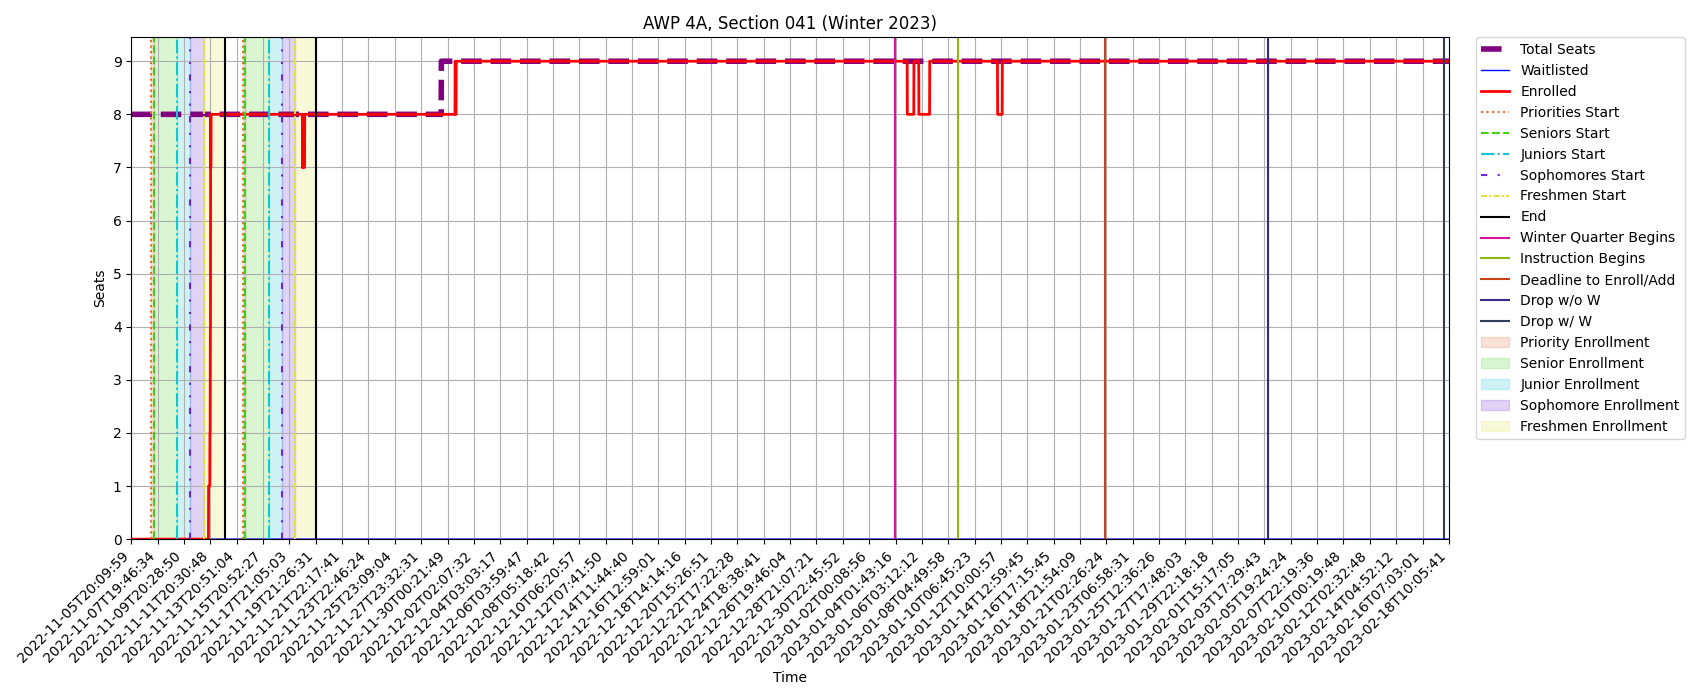 AWP 4A, Section 041 (Winter 2023)
Seats
9
8
7
6
5
4
3
2
1
0
2022-11-05T20:09:59
2022-11-07T19:46:34
2022-11-09T20:28:50
2022-11-11T20:30:48
2022-11-13T20:51:04
2022-11-15T20:52:27
2022-11-17T21:05:03
2022-11-19T21:26:31
2022-11-21T22:17:41
2022-11-23T22:46:24
2022-11-25T23:09:04
2022-11-27T23:32:31
2022-11-30T00:21:49
2022-12-02T02:07:32
2022-12-04T03:03:17
2022-12-06T03:59:47
2022-12-08T05:18:42
2022-12-10T06:20:57
2022-12-12T07:41:50
2022-12-14T11:44:40
2022-12-16T12:59:01
2022-12-18T14:14:16
2022-12-20T15:26:51
2022-12-22T17:22:28
2022-12-24T18:38:41
2022-12-26T19:46:04
2022-12-28T21:07:21
2022-12-30T22:45:52
2023-01-02T00:08:56
2023-01-04T01:43:16
2023-01-06T03:12:12
2023-01-08T04:49:58
2023-01-10T06:45:23
2023-01-12T10:00:57
2023-01-14T12:59:45
2023-01-16T17:15:45
2023-01-18T21:54:09
2023-01-21T02:26:24
2023-01-23T06:58:31
2023-01-25T12:36:26
2023-01-27T17:48:03
2023-01-29T22:18:18
2023-02-01T15:17:05
2023-02-03T17:29:43
2023-02-05T19:24:24
2023-02-07T22:19:36
2023-02-10T00:19:48
2023-02-12T02:32:48
2023-02-14T04:52:12
2023-02-16T07:03:01
2023-02-18T10:05:41
Time
Total Seats
Waitlisted
Enrolled
Priorities Start
Seniors Start
Juniors Start
Sophomores Start
Freshmen Start
End
Winter Quarter Begins
Instruction Begins
Deadline to Enroll/Add
Drop w/o W
Drop w/ W
Priority Enrollment
Senior Enrollment
Junior Enrollment
Sophomore Enrollment
Freshmen Enrollment